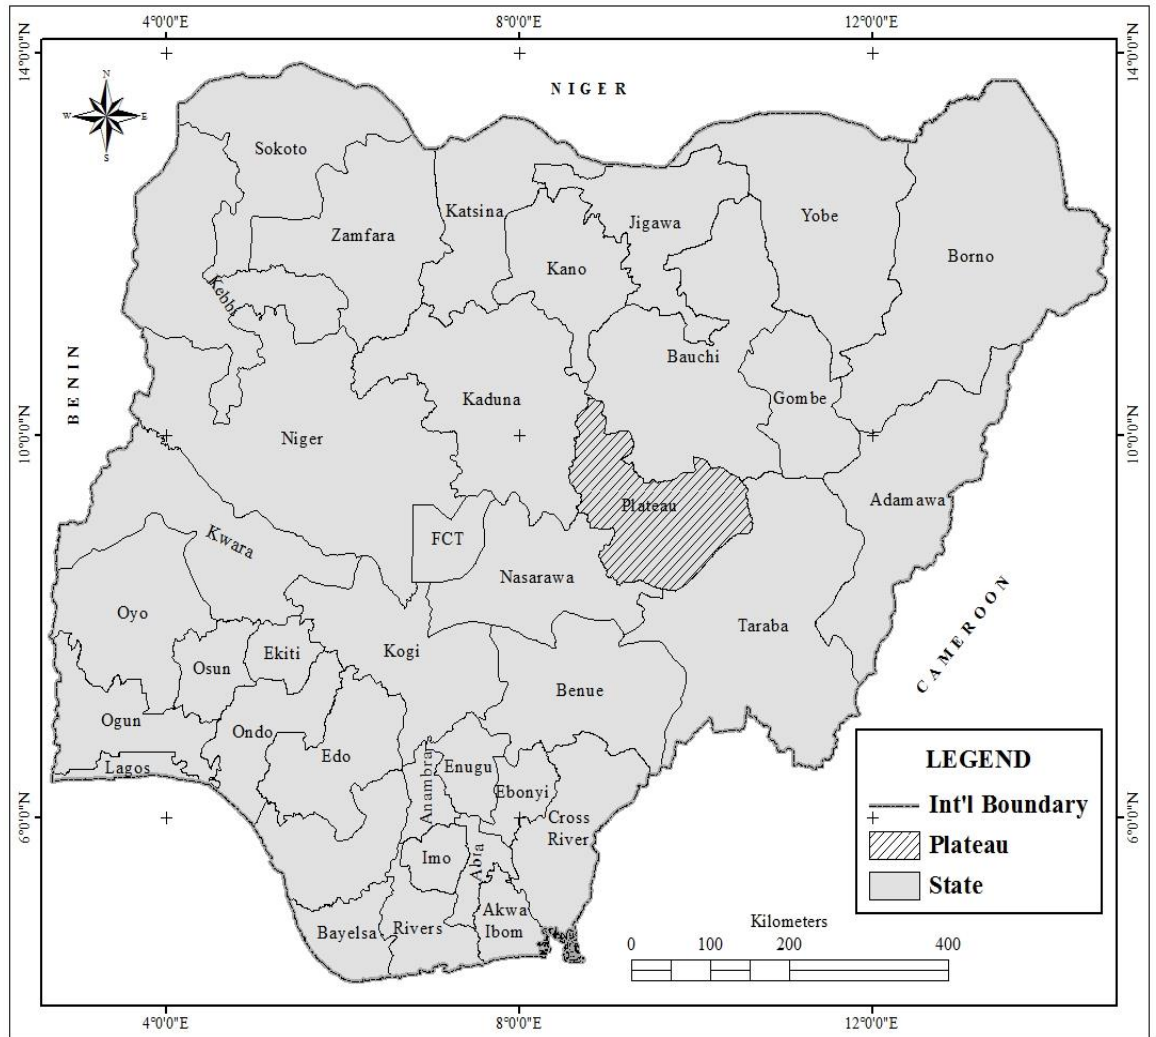 4°0'0"E
8°0'0"E
12°0'0"E
14°0'0"N
14°0'0"N
N
W
E
S
NIGER
Sokoto
Katsina
Zamfara
Jigawa
Yobe
Kano
Borno
Kebbi
BENIN
Bauchi
Kaduna
Gombe
10°0'0"N
10°0'0"N
Niger
Plateau
Adamawa
FCT
Kwara
Nasarawa
CAMEROON
Oyo
Taraba
Osun
Ekiti
Kogi
Benue
Ogun
Ondo
Edo
Lagos
Anambra
Enugu
Ebonyi
Cross
River
6°0'0"N
6°0'0"N
Imo
Abia
Akwa
Ibom
Bayelsa
Rivers
LEGEND
Int'l Boundary
Plateau
State
Kilometers
0
100
200
400
4°0'0"E
8°0'0"E
12°0'0"E